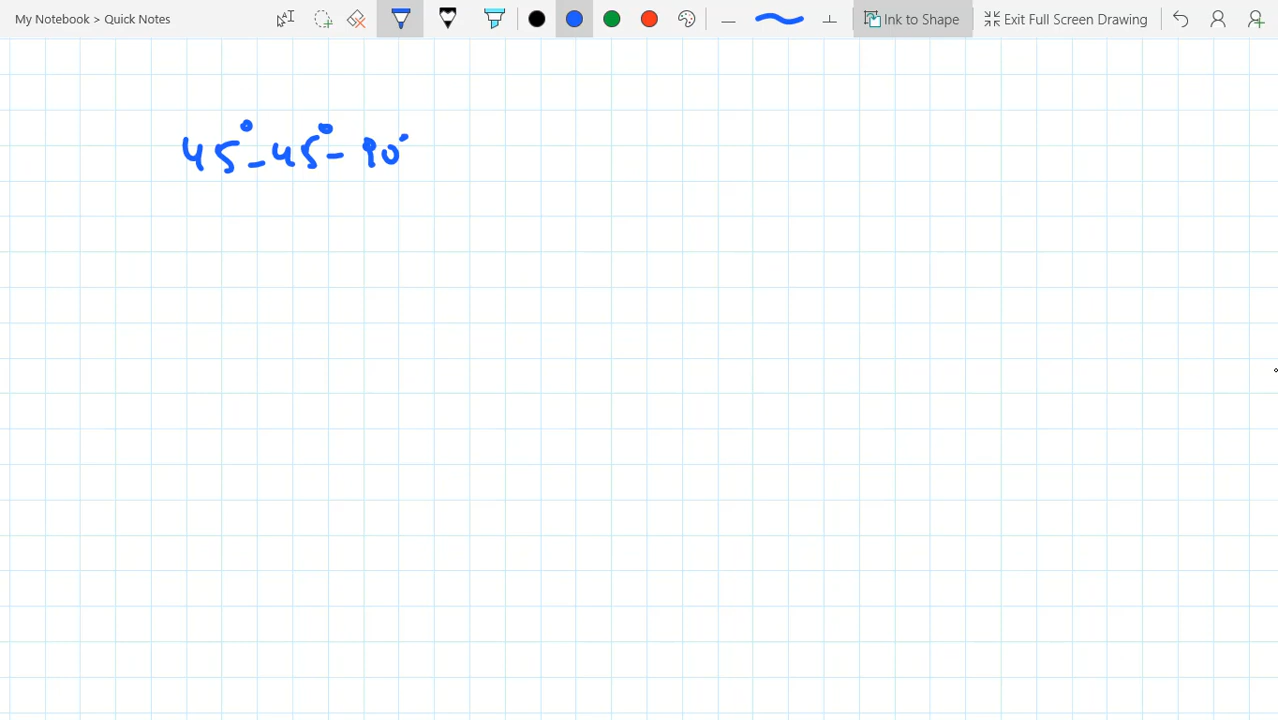 My Notebook > Quick Notes
Ink to Shape
Exit Full Screen Drawing
45° - 45° - 90°